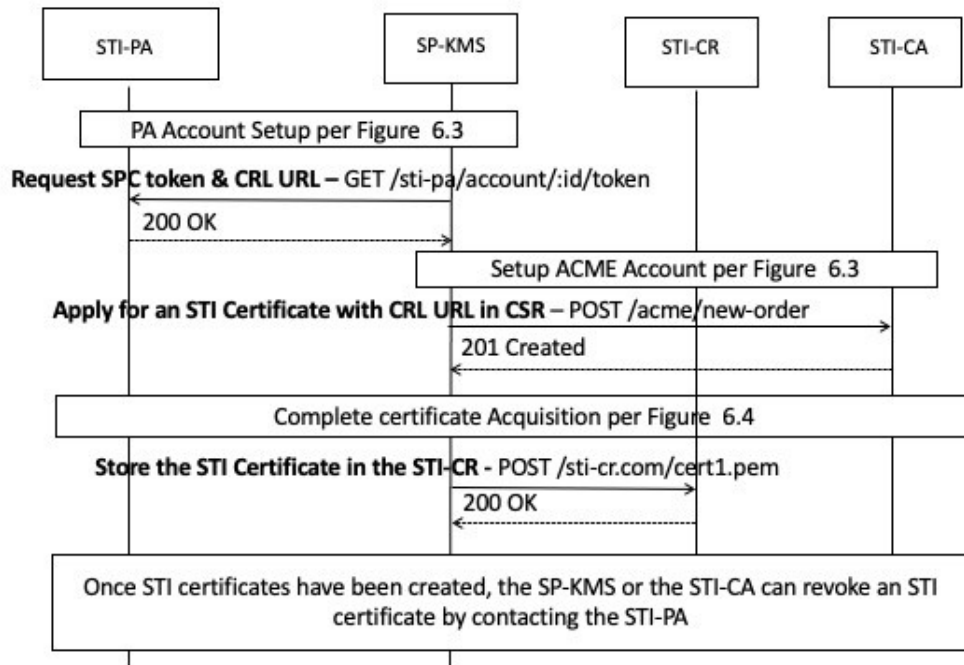 STI-PA
SP-KMS
STI-CR
STI-CA
PA Account Setup per Figure 6.3
Request SPC token & CRL URL – GET /sti-pa/account/:id/token
200 OK
Setup ACME Account per Figure 6.3
Apply for an STI Certificate with CRL URL in CSR – POST /acme/new-order
201 Created
Complete certificate Acquisition per Figure 6.4
Store the STI Certificate in the STI-CR - POST /sti-cr.com/cert1.pem
200 OK
Once STI certificates have been created, the SP-KMS or the STI-CA can revoke an STI
certificate by contacting the STI-PA